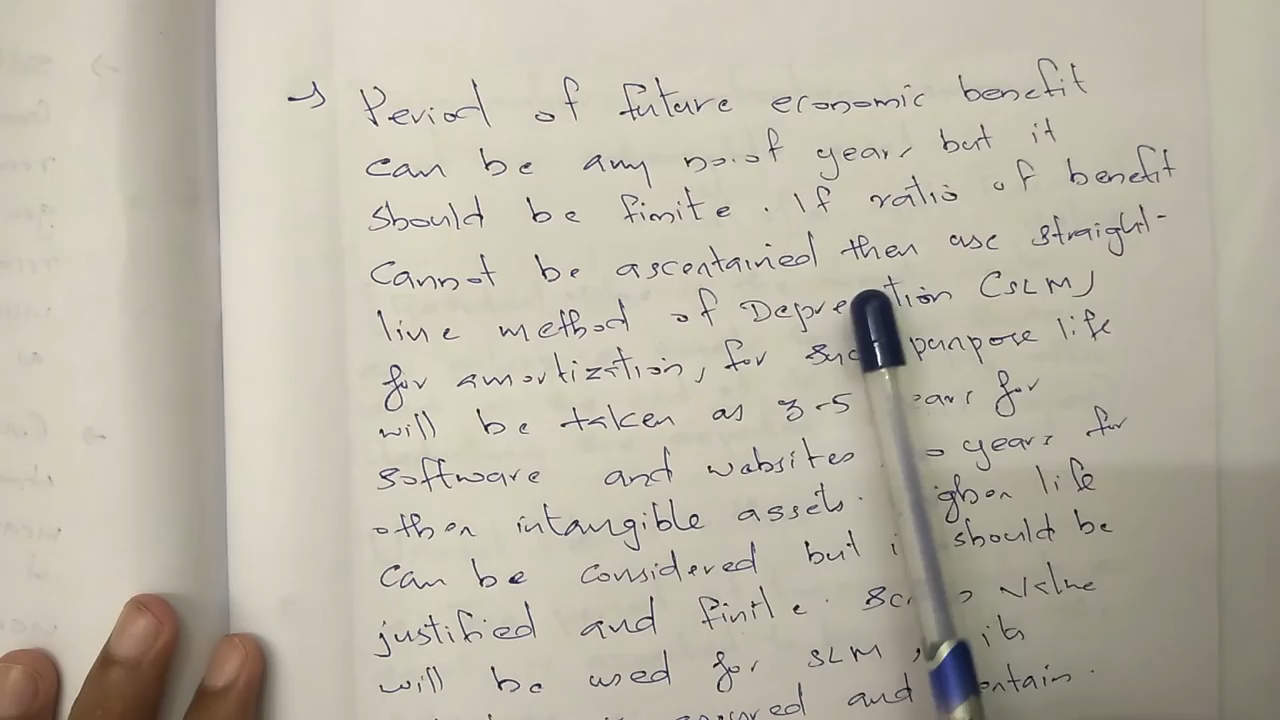 → Period of future economic benefit
can be any no. of years but it
should be finite. If ratio of benefit
Cannot be ascertained then use straight-
line method of (SLM)
for amortization, for purpose life
will be taken as 3-5 for
software and websites years for
other intangible assets. life
can be considered but should be
justified and finite. value
will be used for SLM, its
and